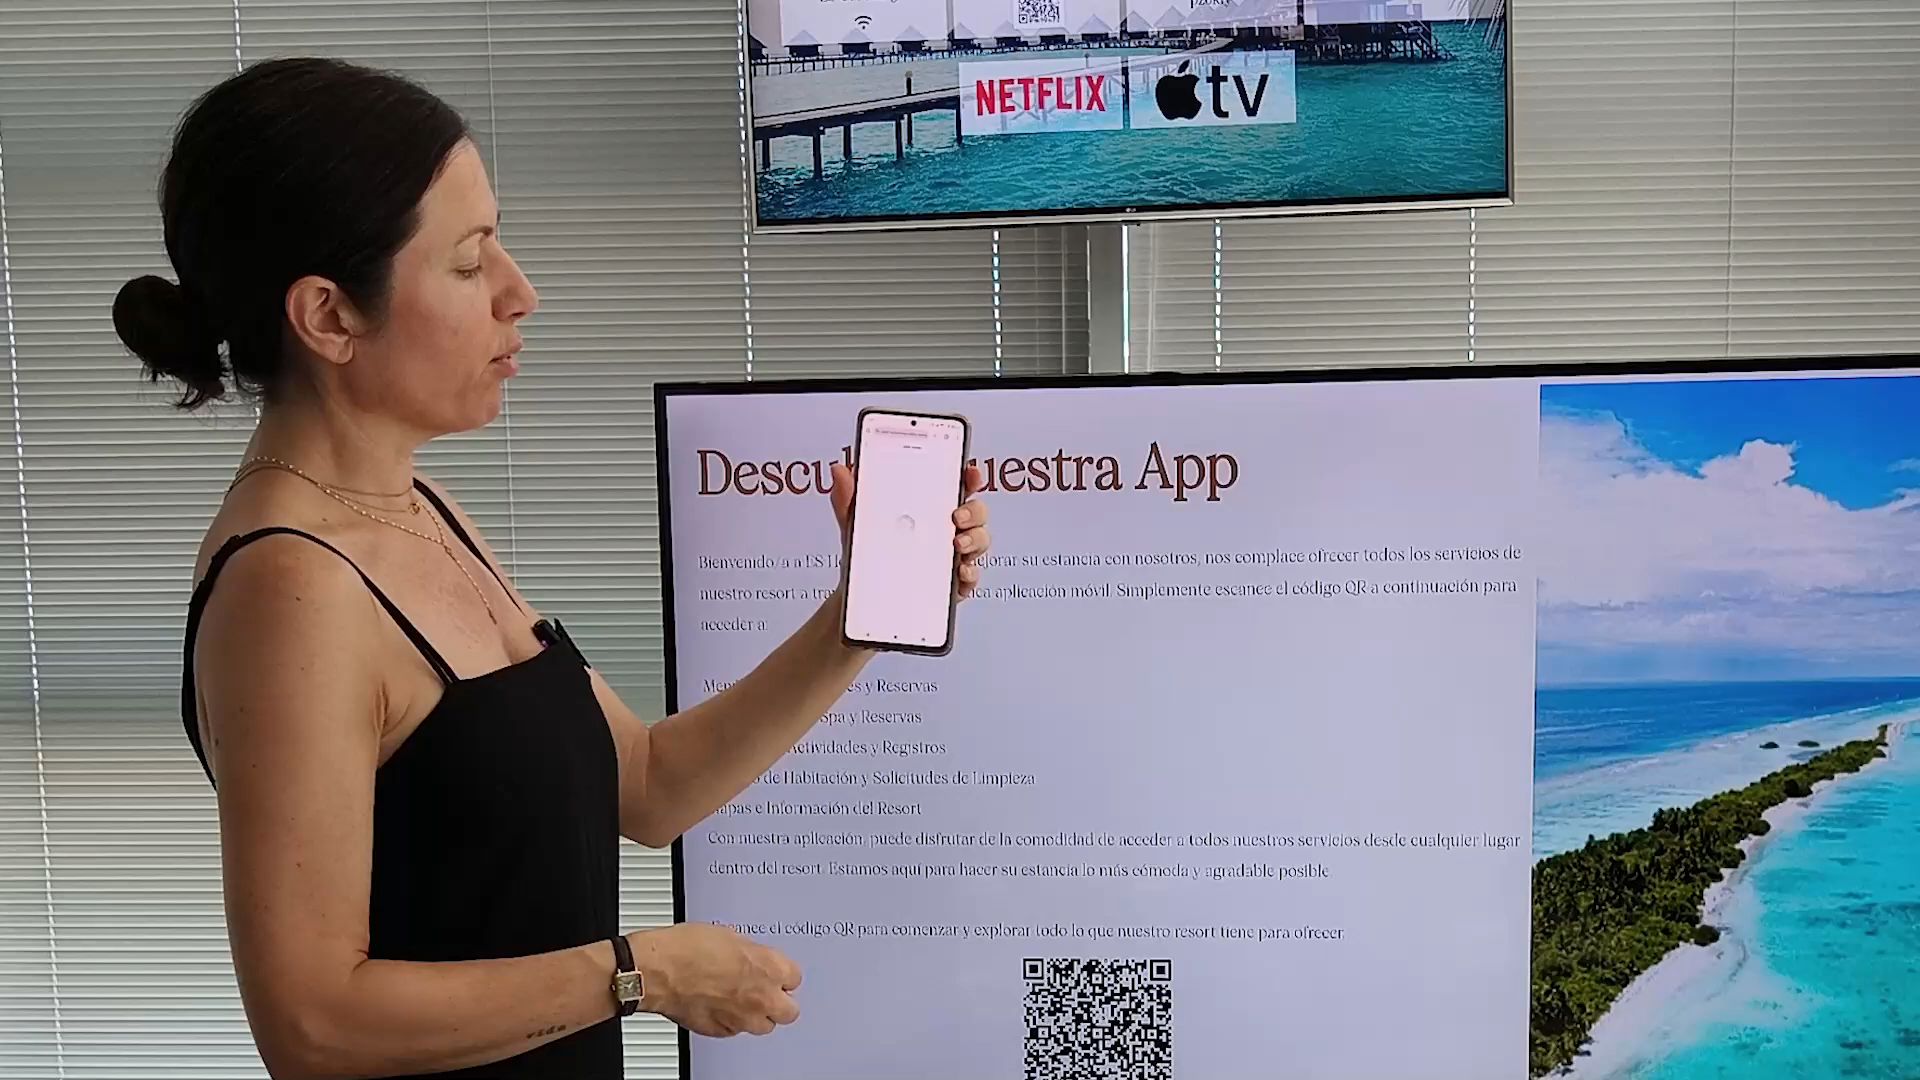 NETFLIX
tv
Descu uestra App
Bienvenido/a a ES ejorar su estancia con nosotros, nos complace ofrecer todos los servicios de
nuestro resort a tra aplicación móvil. Simplemente escanee el código QR a continuación para
acceder a:
es y Reservas
Spa y Reservas
Actividades y Registros
de Habitación y Solicitudes de Limpieza
apas e Información del Resort
Con nuestra aplicación, puede disfrutar de la comodidad de acceder a todos nuestros servicios desde cualquier lugar
dentro del resort. Estamos aquí para hacer su estancia lo más cómoda y agradable posible.
Escanee el código QR para comenzar y explorar todo lo que nuestro resort tiene para ofrecer.
vida